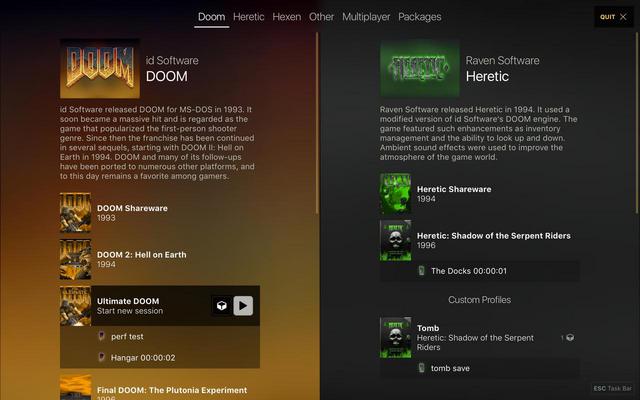 Doom Heretic Hexen Other Multiplayer Packages
QUIT
DOOM
id Software
DOOM
id Software released DOOM for MS-DOS in 1993. It
soon became a massive hit and is regarded as the
game that popularized the first-person shooter
genre. Since then the franchise has been continued
in several sequels, starting with DOOM II: Hell on
Earth in 1994. DOOM and many of its follow-ups
have been ported to numerous other platforms, and
to this day remains a favorite among gamers.
DOOM Shareware
1993
DOOM 2: Hell on Earth
1994
Ultimate DOOM
Start new session
perf test
Hangar 00:00:02
Final DOOM: The Plutonia Experiment
1996
HERETIC
Raven Software
Heretic
Raven Software released Heretic in 1994. It used a
modified version of id Software's DOOM engine. The
game featured such enhancements as inventory
management and the ability to look up and down.
Ambient sound effects were used to improve the
atmosphere of the game world.
Heretic Shareware
1994
Heretic: Shadow of the Serpent Riders
1996
The Docks 00:00:01
Custom Profiles
Tomb
Heretic: Shadow of the Serpent
Riders
1
tomb save
ESC Task Bar